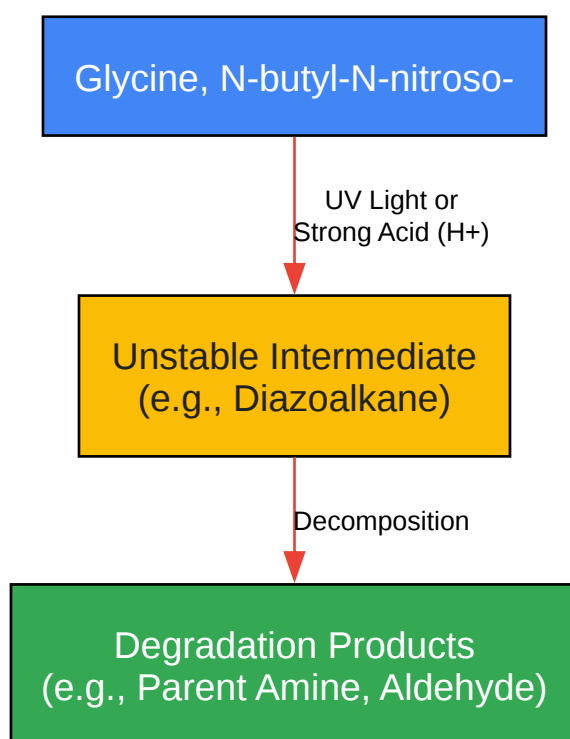 Glycine, N-butyl-N-nitroso-
UV Light or
Strong Acid (H+)
Unstable Intermediate
(e.g., Diazoalkane)
Decomposition
Degradation Products
(e.g., Parent Amine, Aldehyde)